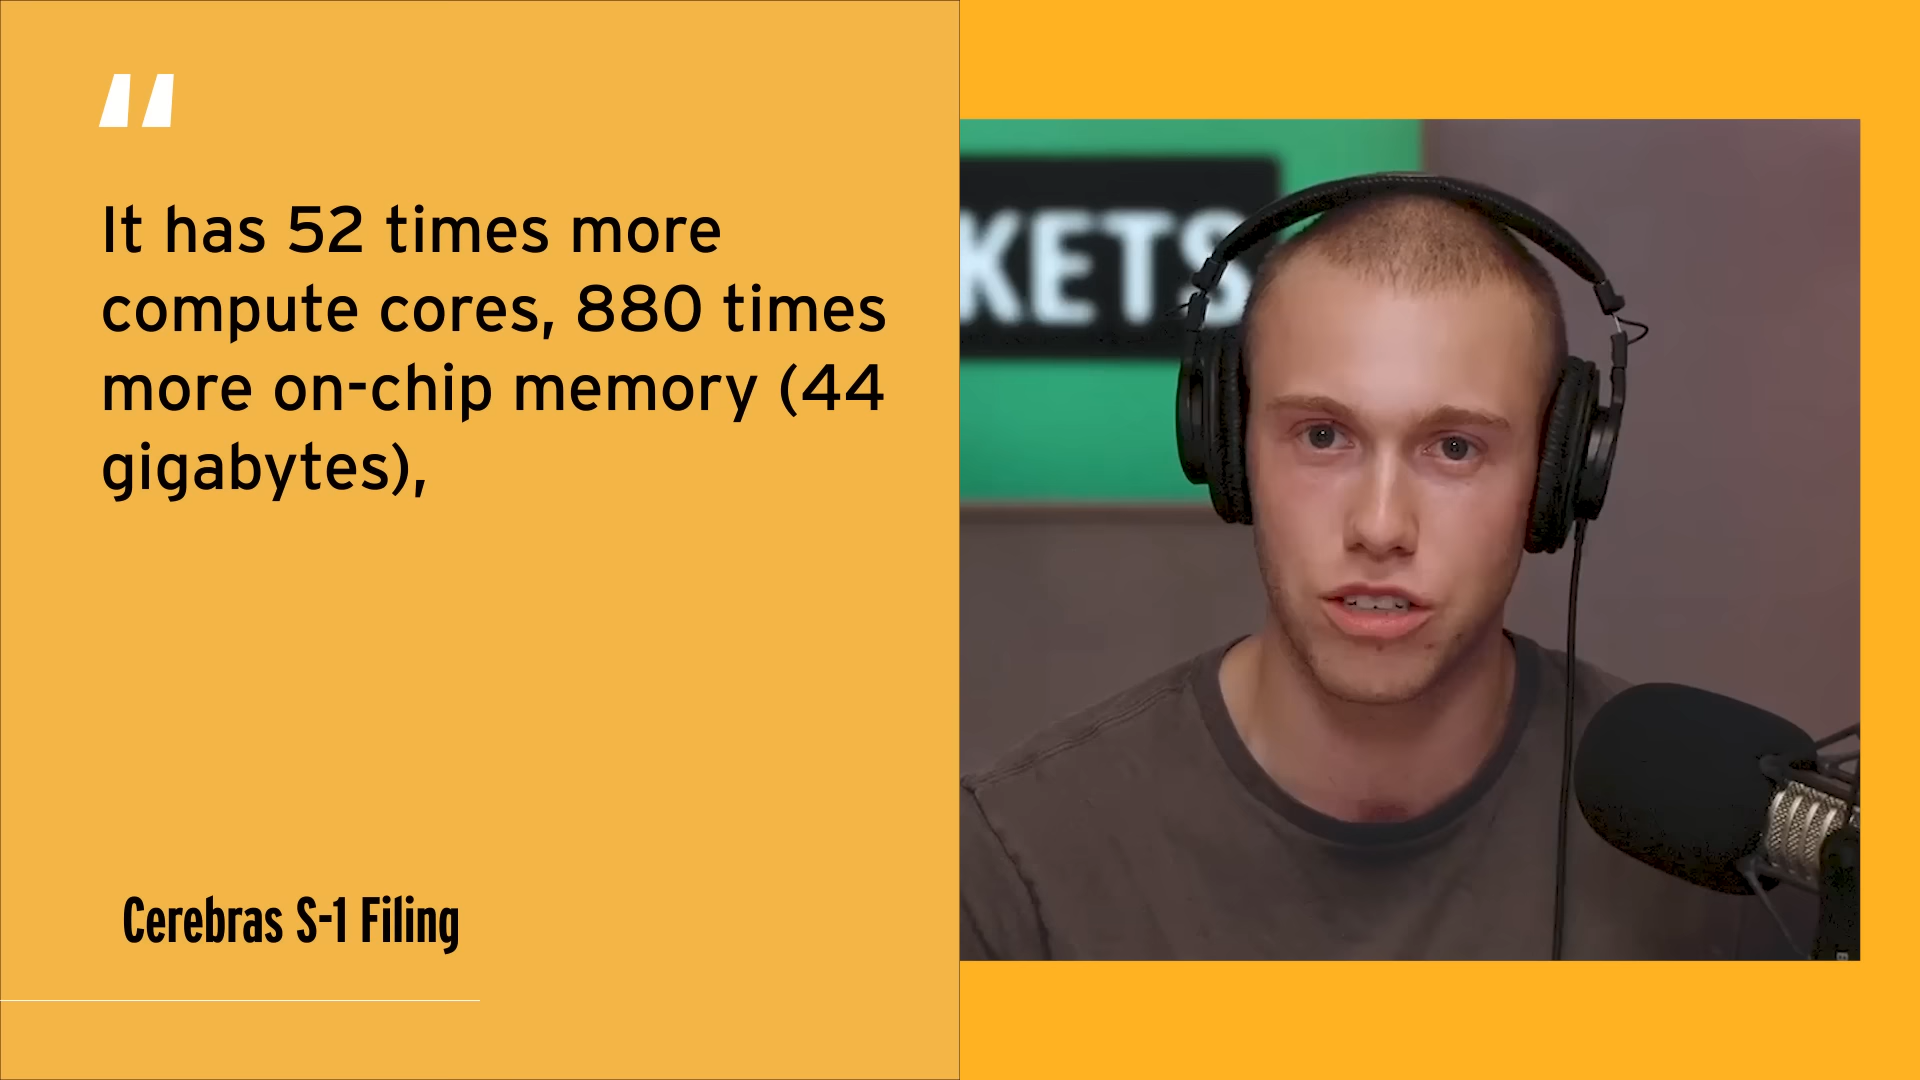 “
It has 52 times more
compute cores, 880 times
more on-chip memory (44
gigabytes),
Cerebras S-1 Filing
KETS